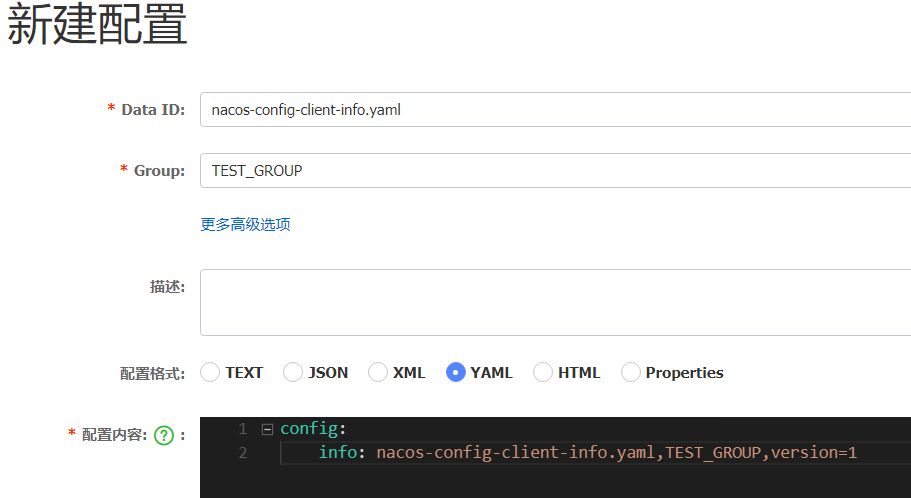 新建配置
* Data ID: nacos-config-client-info.yaml
* Group: TEST_GROUP
更多高级选项
描述:
配置格式: TEXT JSON XML YAML HTML Properties
* 配置内容: ? :
1 config:
2 info: nacos-config-client-info.yaml,TEST_GROUP,version=1